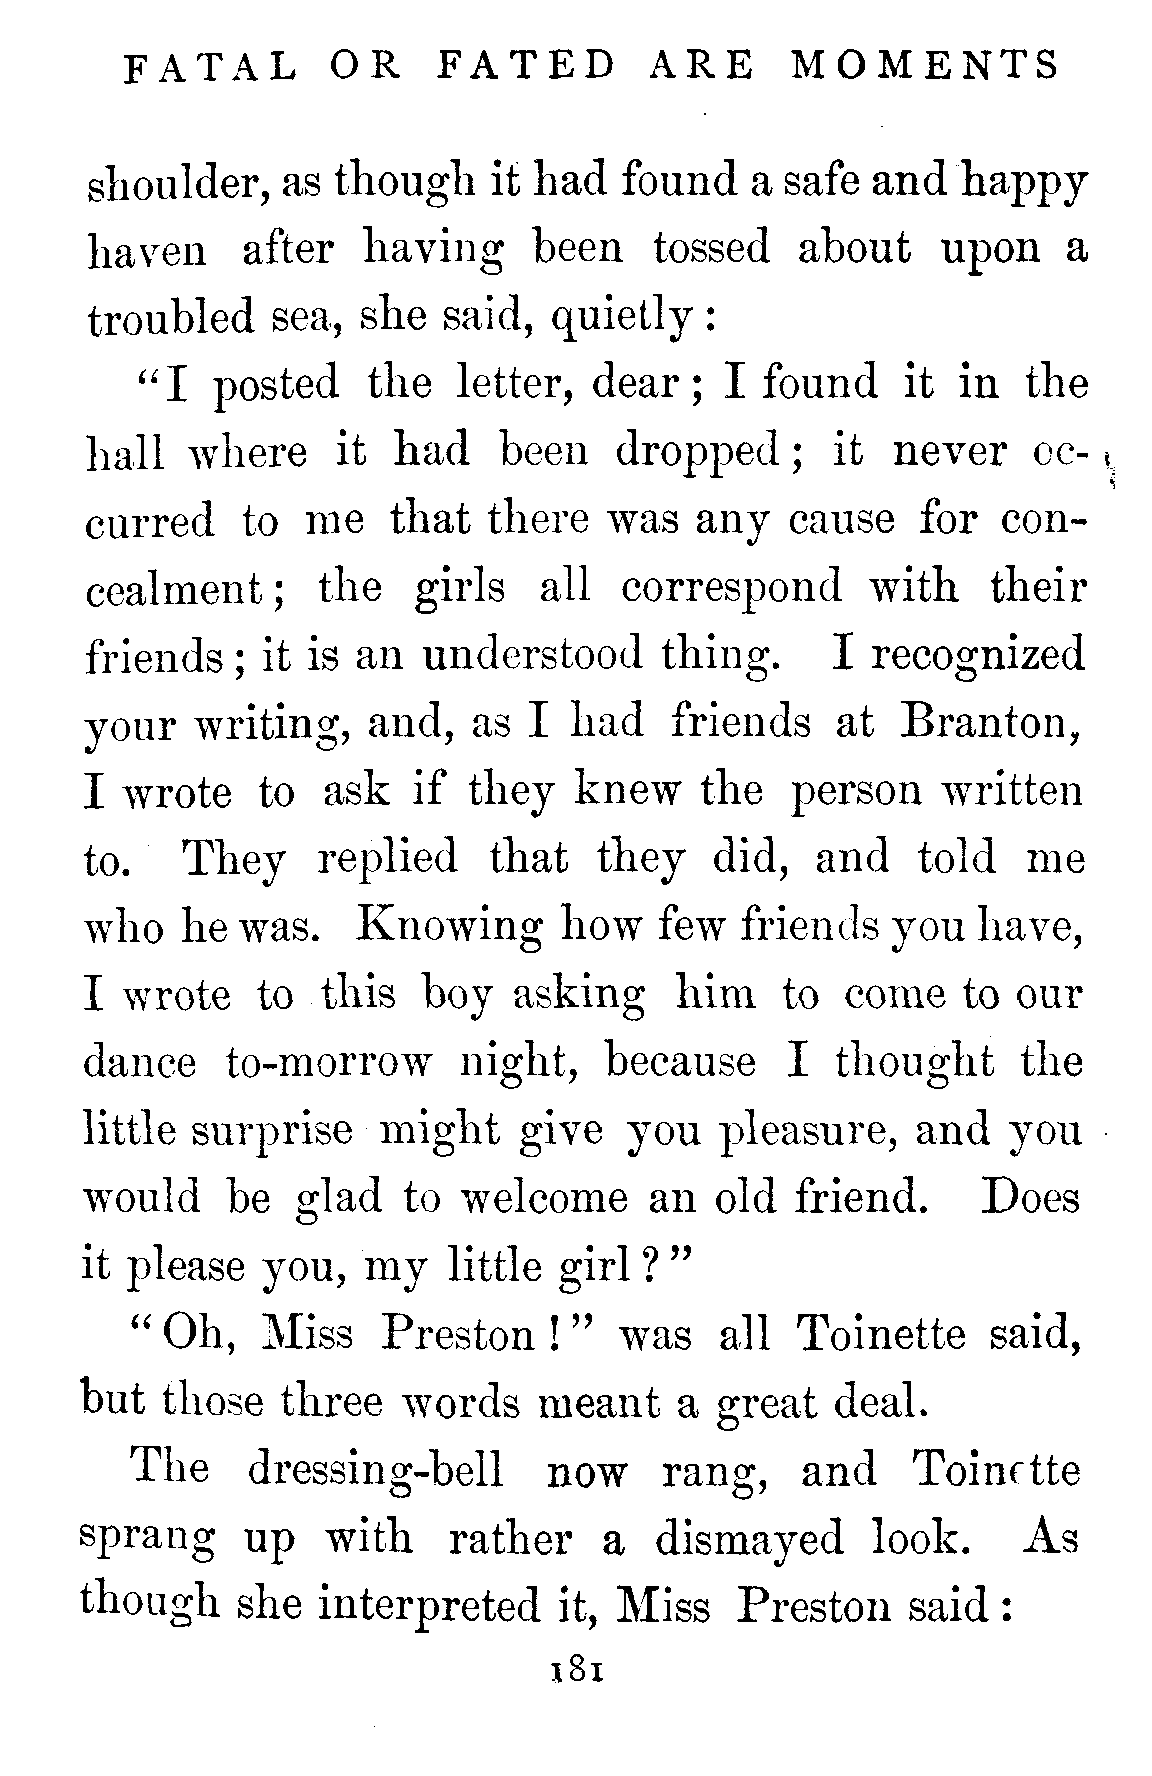 FATAL OR FATED ARE MOMENTS
shoulder, as though it had found a safe and happy
haven after having been tossed about upon a
troubled sea, she said, quietly :
"I posted the letter, dear ; I found it in the
hall where it had been dropped ; it never oc-
curred to me that there was any cause for con-
cealment ; the girls all correspond with their
friends ; it is an understood thing. I recognized
your writing, and, as I had friends at Branton,
I wrote to ask if they knew the person written
to. They replied that they did, and told me
who he was. Knowing how few friends you have,
I wrote to this boy asking him to come to our
dance to-morrow night, because I thought the
little surprise might give you pleasure, and you
would be glad to welcome an old friend. Does
it please you, my little girl ? "
" Oh, Miss Preston ! " was all Toinette said,
but those three words meant a great deal.
The dressing-bell now rang, and Toinette
sprang up with rather a dismayed look. As
though she interpreted it, Miss Preston said :
181